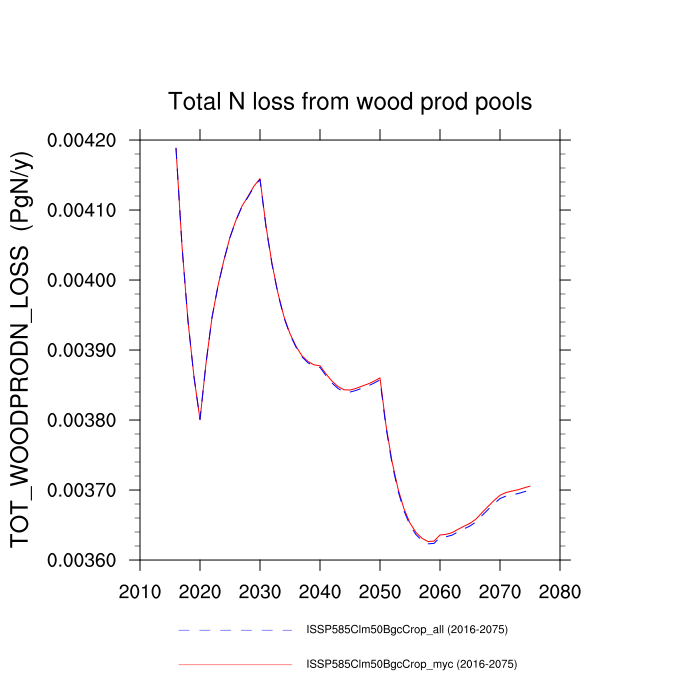 Total N loss from wood prod pools
TOT_WOODPRODN_LOSS (PgN/y)
0.00420
0.00410
0.00400
0.00390
0.00380
0.00370
0.00360
2010 2020 2030 2040 2050 2060 2070 2080
ISSP585Clm50BgcCrop_all (2016-2075)
ISSP585Clm50BgcCrop_myc (2016-2075)